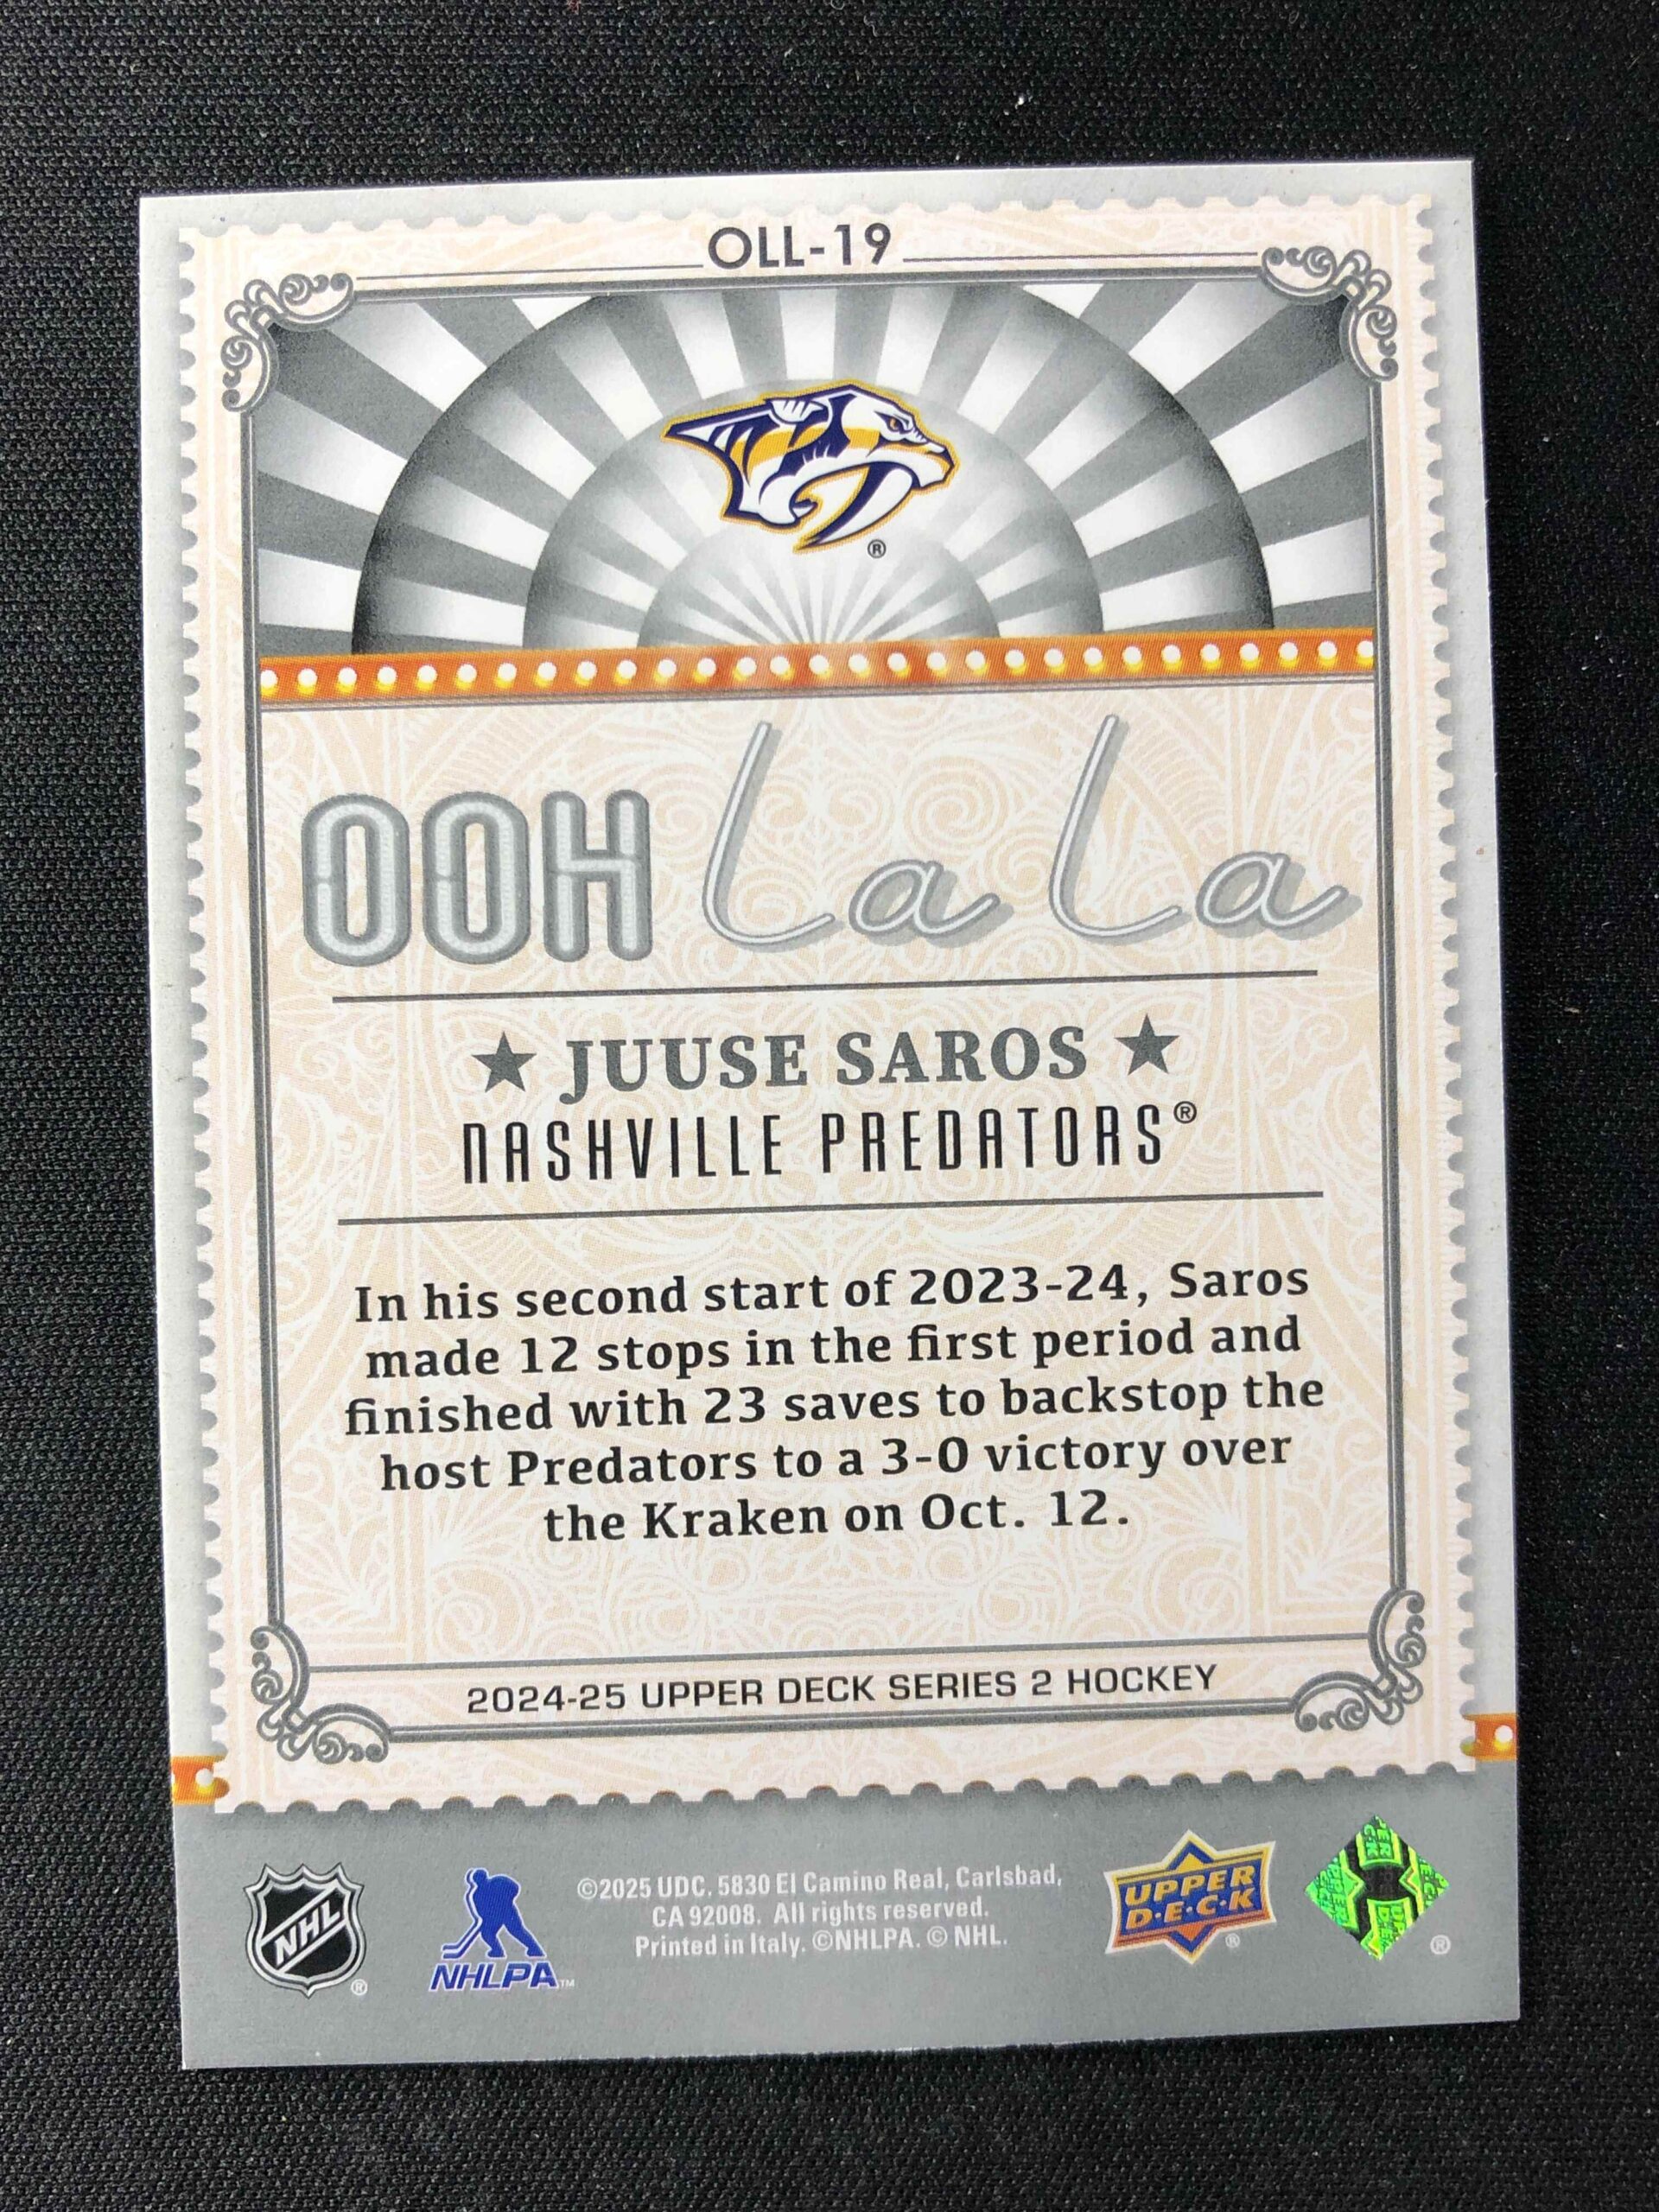 OLL-19
®
OOH La La
★ JUUSE SAROS ★
NASHVILLE PREDATORS®
In his second start of 2023-24, Saros
made 12 stops in the first period and
finished with 23 saves to backstop the
host Predators to a 3-0 victory over
the Kraken on Oct. 12.
2024-25 UPPER DECK SERIES 2 HOCKEY
NHL ®
NHLPA™
©2025 UDC. 5830 El Camino Real, Carlsbad,
CA 92008. All rights reserved.
Printed in Italy. ©NHLPA. © NHL.
UPPER
D·E·C·K ®
®